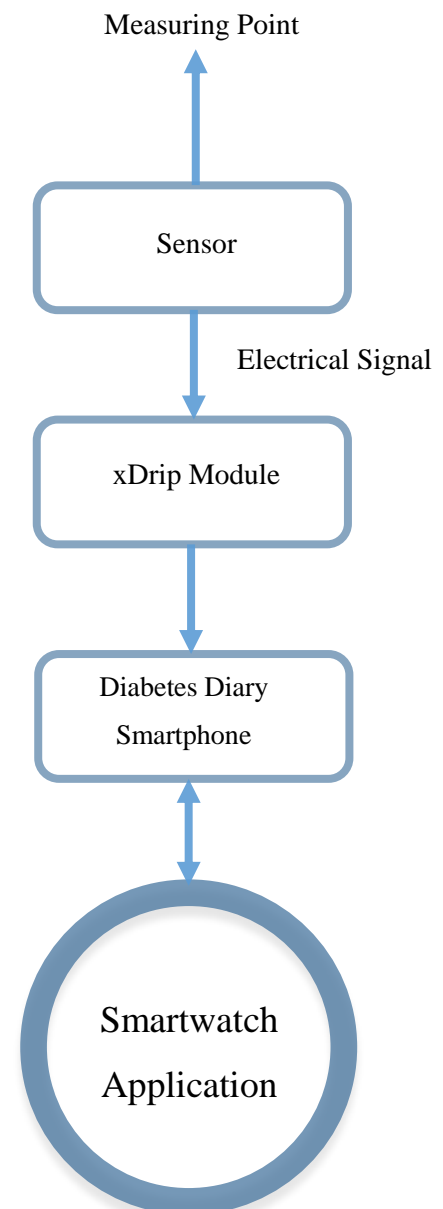 Measuring Point
Sensor
Electrical Signal
xDrip Module
Diabetes Diary
Smartphone
Smartwatch
Application